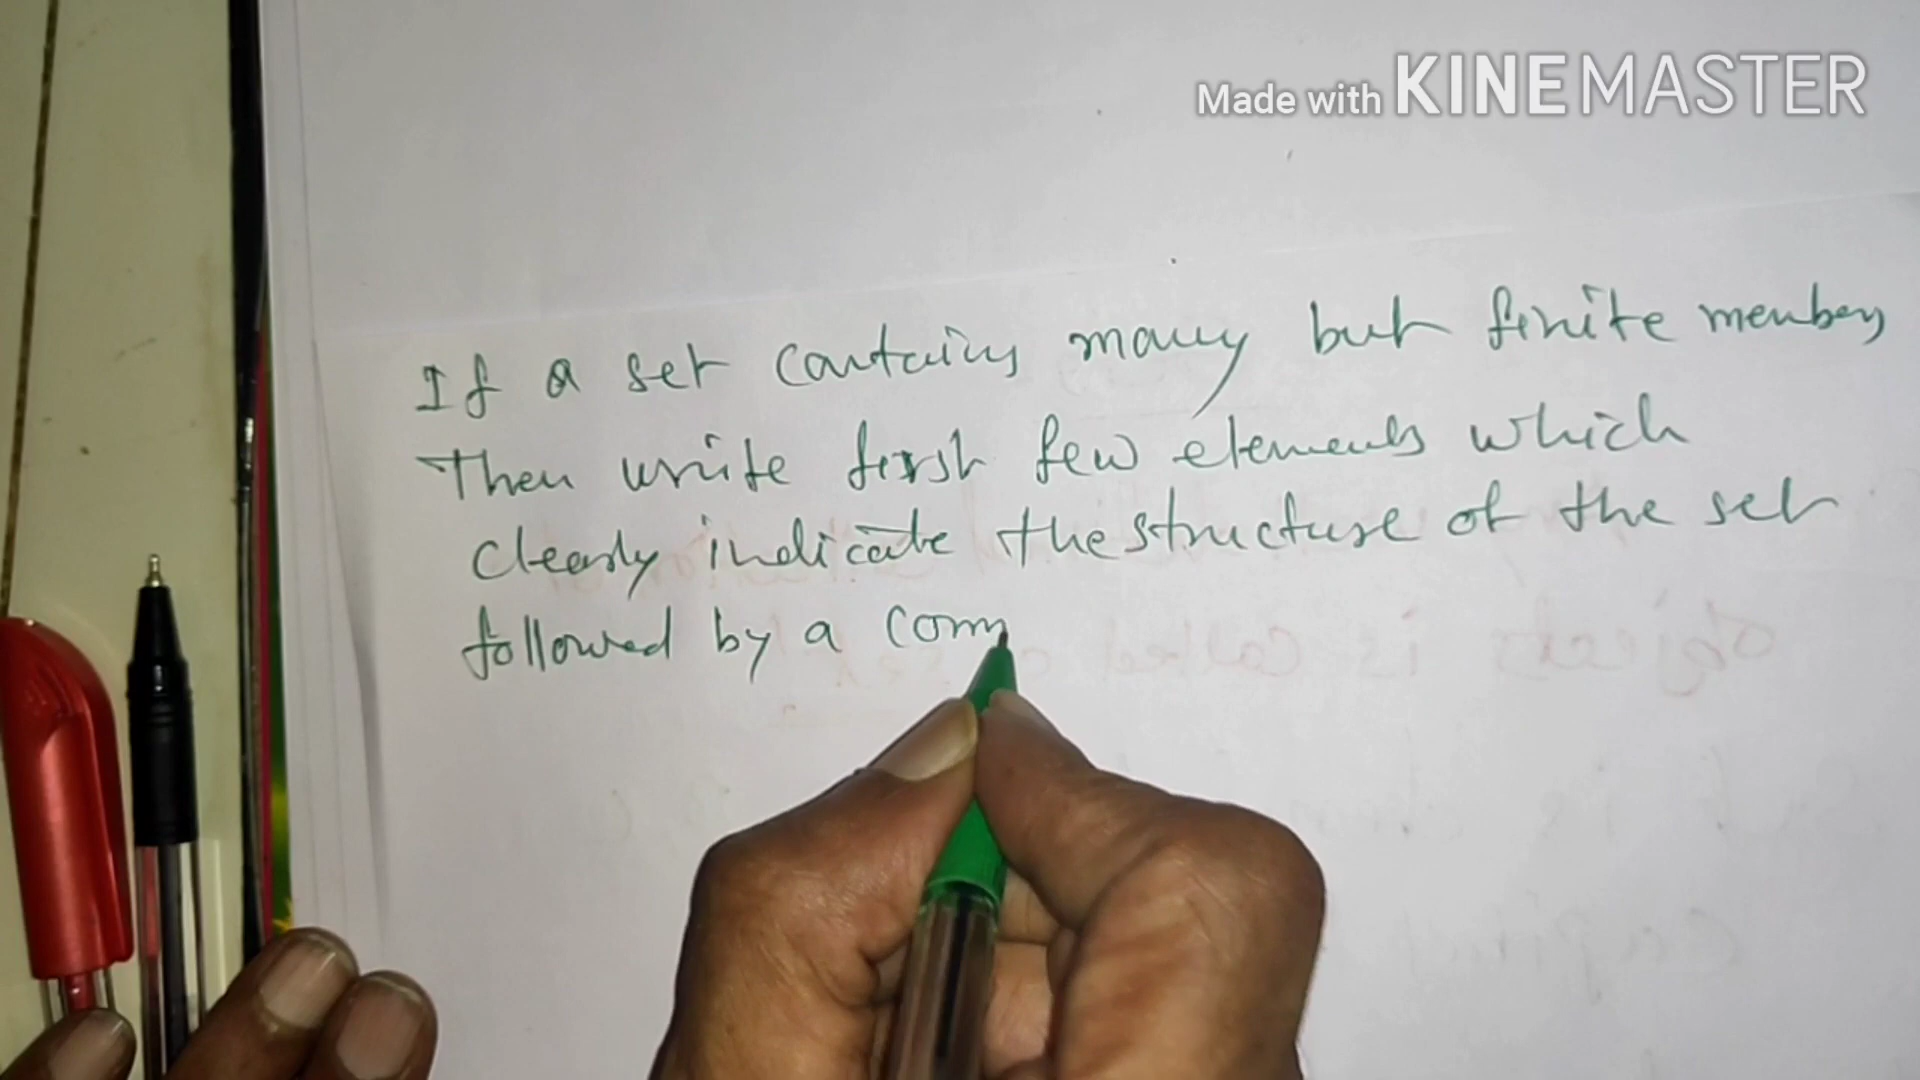 Made with KINEMASTER
If a set contains many but finite members
Then write first few elements which
clearly indicate the structure of the set
followed by a comm